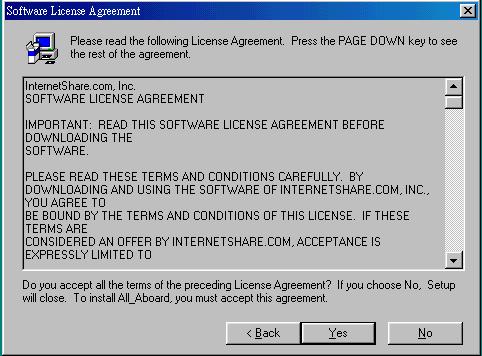 Software License Agreement
Please read the following License Agreement. Press the PAGE DOWN key to see
the rest of the agreement.
InternetShare.com, Inc.
SOFTWARE LICENSE AGREEMENT
IMPORTANT: READ THIS SOFTWARE LICENSE AGREEMENT BEFORE
DOWNLOADING THE
SOFTWARE.
PLEASE READ THESE TERMS AND CONDITIONS CAREFULLY. BY
DOWNLOADING AND USING THE SOFTWARE OF INTERNETSHARE.COM, INC.,
YOU AGREE TO
BE BOUND BY THE TERMS AND CONDITIONS OF THIS LICENSE. IF THESE
TERMS ARE
CONSIDERED AN OFFER BY INTERNETSHARE.COM, ACCEPTANCE IS
EXPRESSLY LIMITED TO
Do you accept all the terms of the preceding License Agreement? If you choose No, Setup
will close. To install All_Aboard, you must accept this agreement.
< Back
Yes
No